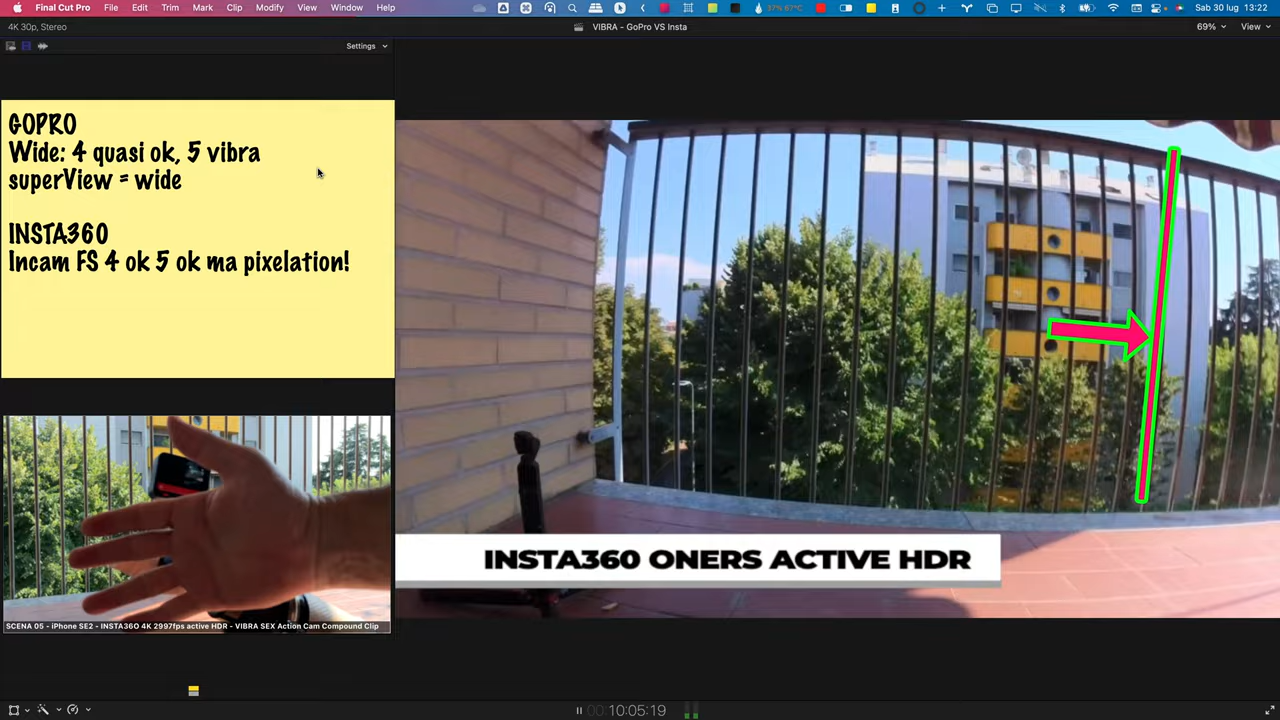 Final Cut Pro File Edit Trim Mark Clip Modify View Window Help 37% 67°C Sab 30 lug 13:22
4K 30p, Stereo VIBRA - GoPro VS Insta 69% View
Settings
GOPRO
Wide: 4 quasi ok, 5 vibra
superView = wide
INSTA360
Incam FS 4 ok 5 ok ma pixelation!
INSTA360 ONERS ACTIVE HDR
SCENA 05 - iPhone SE2 - INSTA360 4K 2997fps active HDR - VIBRA SEX Action Cam Compound Clip
00:10:05:19